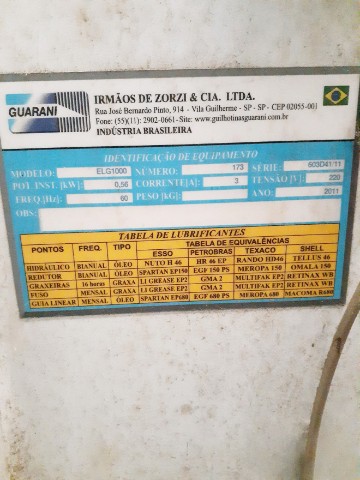 GUARANI
IRMÃOS DE ZORZI & CIA. LTDA.
Rua José Bernardo Pinto, 914 - Vila Guilherme - SP - SP - CEP 02055-001
Fone: (55)(11): 2902-0661- Site: www.guilhotinasguarani.com.br
INDÚSTRIA BRASILEIRA
IDENTIFICAÇÃO DE EQUIPAMENTO
MODELO: ELG1000 NÚMERO: 173 SÉRIE: 603D41/11
POT. INST. [kW] 0,56 CORRENTE[A]: 3 TENSÃO [V]: 220
FREQ [Hz]: 60 ANO: 2011
OBS:
TABELA DE LUBRIFICANTES
PONTOS FREQ. TIPO TABELA DE EQUIVALÊNCIAS
ESSO PETROBRAS TEXACO SHELL
HIDRÁULICO BIANUAL ÓLEO NUTO H 46 HR 46 EP RANDO HD46 TELLUS 46
REDUTOR BIANUAL ÓLEO SPARTAN EP150 EGF 150 PS MEROPA 150 OMALA 150
GRAXEIRAS 16 horas GRAXA LI GREASE EP2 GMA 2 MULTIFAK EP2 RETINAX WB
FUSO MENSAL GRAXA LI GREASE EP2 GMA 2 MULTIFAK EP2 RETINAX WB
GUIA LINEAR MENSAL ÓLEO SPARTAN EP680 EGF 680 PS MEROPA 680 MACOMA R680